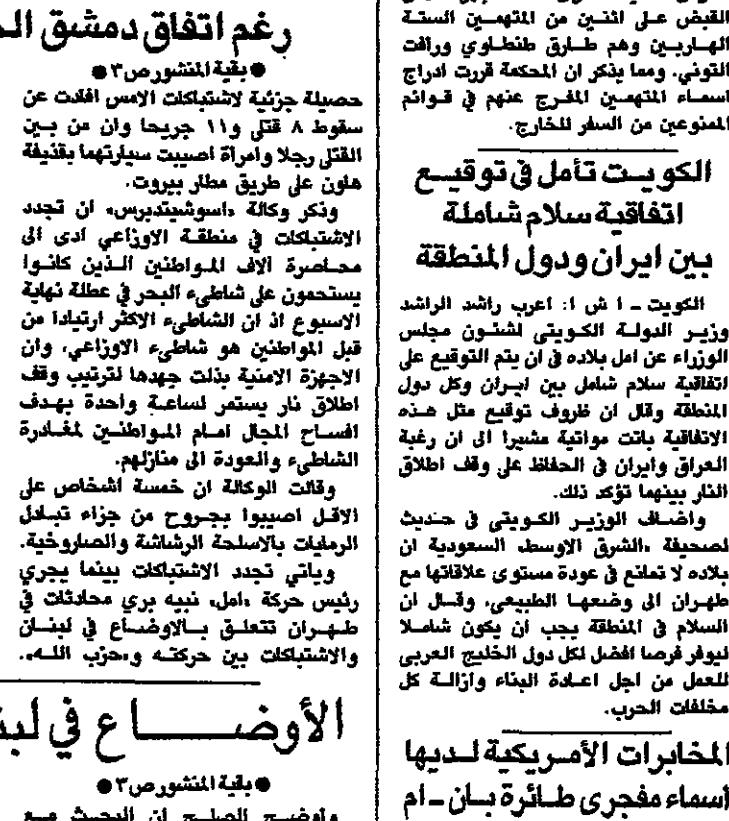 القبض على اثنين من المتهمين الستة
الهاربين وهم طارق طنطاوي ورافت
التوني. ومما يذكر ان المحكمة قررت ادراج
اسماء المتهمين المفرج عنهم في قوائم
الممنوعين من السفر للخارج.
الكويت تأمل في توقيع
اتفاقية سلام شاملة
بين ايران ودول المنطقة
الكويت ـ ا ش ا: اعرب راشد الراشد
وزير الدولة الكويتى لشئون مجلس
الوزراء عن امل بلاده فى ان يتم التوقيع على
اتفاقية سلام شامل بين ايران وكل دول
المنطقة وقال ان ظروف توقيع مثل هذه
الاتفاقية باتت مواتية مشيرا الى ان رغبة
العراق وايران في الحفاظ على وقف اطلاق
النار بينهما تؤكد ذلك.
واضاف الوزير الكويتى في حديث
لصحيفة «الشرق الاوسط» السعودية ان
بلاده لا تمانع فى عودة مستوى علاقاتها مع
طهران الى وضعها الطبيعى. وقال ان
السلام في المنطقة يجب ان يكون شاملا
ليوفر فرصا افضل لكل دول الخليج العربى
للعمل من اجل اعادة البناء وازالة كل
مخلفات الحرب.
المخابرات الأمريكية لديها
أسماء مفجرى طائرة بان ـ ام
رغم اتفاق دمشق
● بقية المنشور ص٣ ●
حصيلة جزئية لاشتباكات الامس افادت عن
سقوط ٨ قتلى و١١ جريحا وان من بين
القتلى رجلا وامراة اصيبت سيارتهما بقذيفة
هاون على طريق مطار بيروت.
وذكر وكالة «اسوشيتدبرس» ان تجدد
الاشتباكات في منطقة الاوزاعي ادى الى
محاصرة آلاف المواطنين الذين كانوا
يستحمون على شاطىء البحر في عطلة نهاية
الاسبوع اذ ان الشاطىء الاكثر ارتيادا من
قبل المواطنين هو شاطىء الاوزاعي، وان
الاجهزة الامنية بذلت جهدها لترتيب وقف
اطلاق نار يستمر لساعة واحدة بهدف
افساح المجال امام المواطنين لمغادرة
الشاطىء والعودة الى منازلهم.
وقالت الوكالة ان خمسة اشخاص على
الاقل اصيبوا بجروح من جزاء تبادل
الرمايات بالاسلحة الرشاشة والصاروخية.
وياتي تجدد الاشتباكات بينما يجري
رئيس حركة «امل» نبيه بري محادثات في
طهران تتعلق بالاوضاع في لبنان
والاشتباكات بين حركته و«حزب الله».
الأوضاع في
● بقية المنشور ص٣ ●